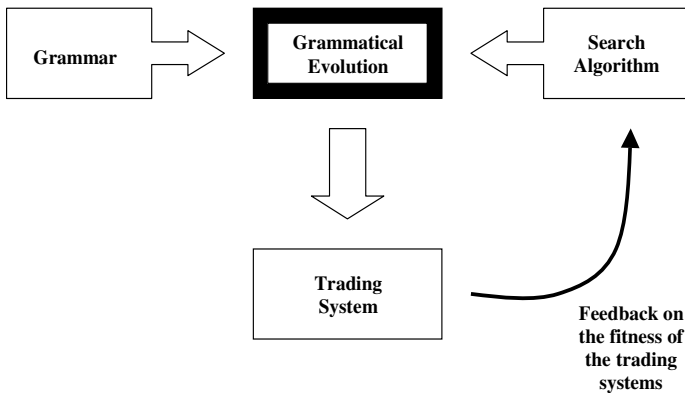 Grammar
Grammatical
Evolution
Search
Algorithm
Trading
System
Feedback on
the fitness of
the trading
systems